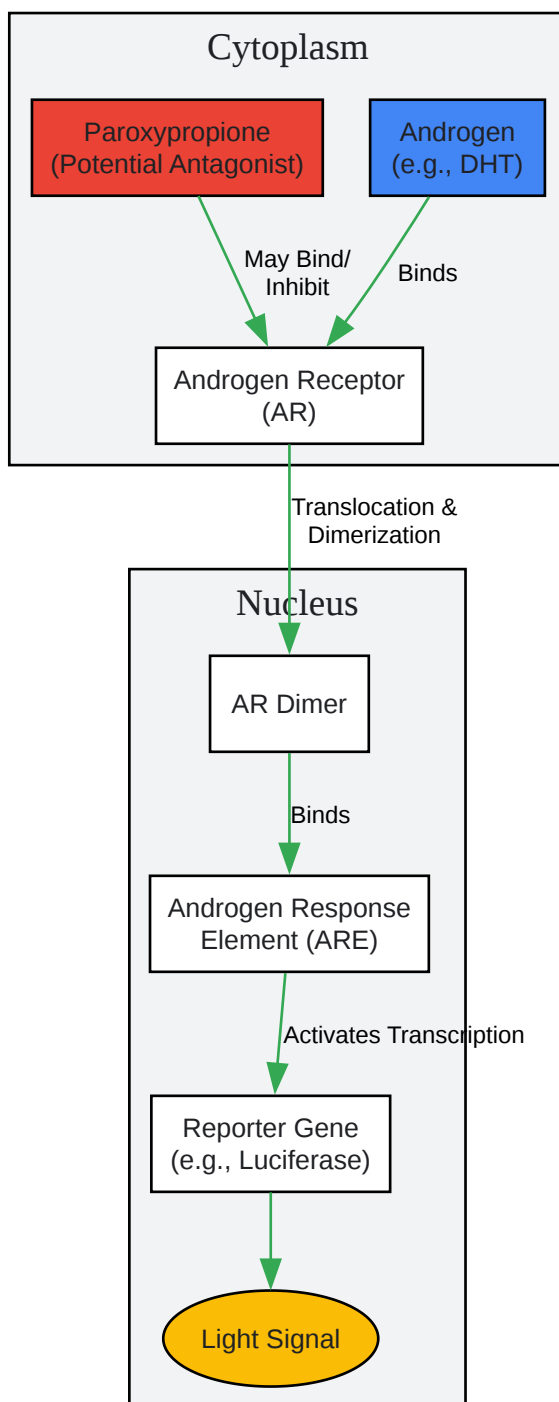 Cytoplasm
Paroxypropione
(Potential Antagonist)
Androgen
(e.g., DHT)
May Bind/
Inhibit
Binds
Androgen Receptor
(AR)
Translocation &
Dimerization
Nucleus
AR Dimer
Binds
Androgen Response
Element (ARE)
Activates Transcription
Reporter Gene
(e.g., Luciferase)
Light Signal